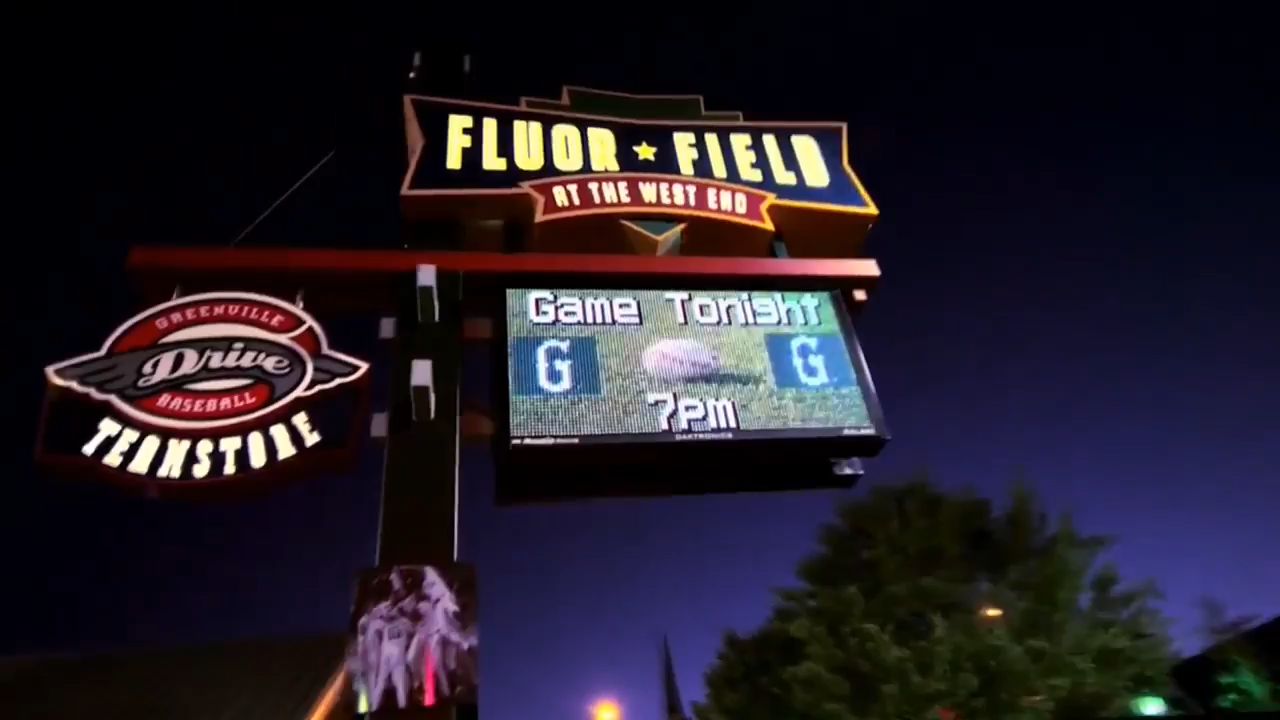 FLUOR ★ FIELD
AT THE WEST END
GREENVILLE
Drive
BASEBALL
TEAMSTORE
Game Tonight
G G
7pm
DAKTRONICS